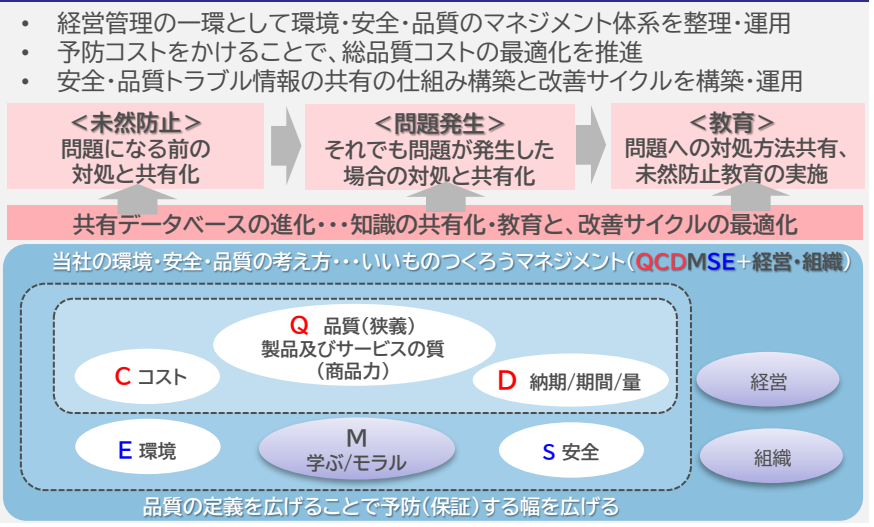 • 経営管理の一環として環境・安全・品質のマネジメント体系を整理・運用
• 予防コストをかけることで、総品質コストの最適化を推進
• 安全・品質トラブル情報の共有の仕組み構築と改善サイクルを構築・運用
＜未然防止＞
問題になる前の
対処と共有化
＜問題発生＞
それでも問題が発生した
場合の対処と共有化
＜教育＞
問題への対処方法共有、
未然防止教育の実施
共有データベースの進化・・・知識の共有化・教育と、改善サイクルの最適化
当社の環境・安全・品質の考え方・・・いいものつくろうマネジメント(QCDMSE+経営・組織)
Q 品質(狭義)
製品及びサービスの質
(商品力)
C コスト
D 納期/期間/量
経営
E 環境
M
学ぶ/モラル
S 安全
組織
品質の定義を広げることで予防(保証)する幅を広げる